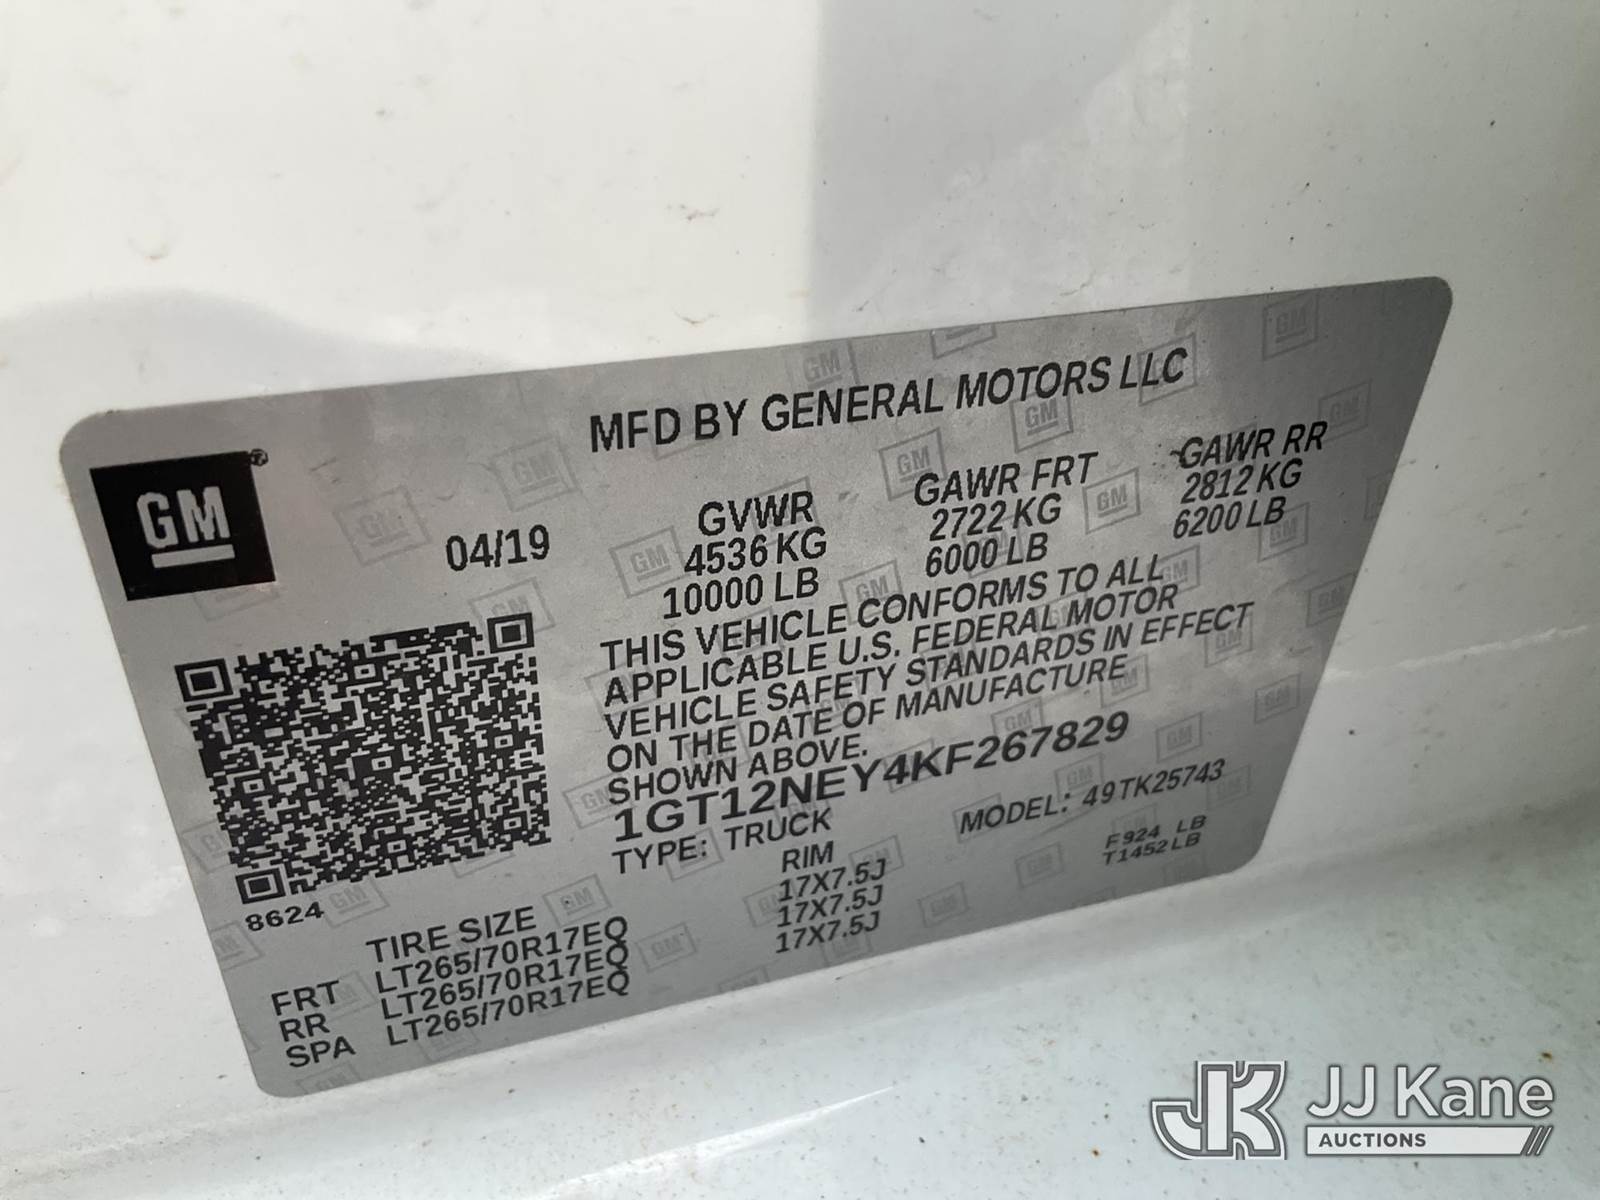 MFD BY GENERAL MOTORS LLC
GM®
04/19
GVWR
4536 KG
10000 LB
GAWR FRT
2722 KG
6000 LB
GAWR RR
2812 KG
6200 LB
THIS VEHICLE CONFORMS TO ALL
APPLICABLE U.S. FEDERAL MOTOR
VEHICLE SAFETY STANDARDS IN EFFECT
ON THE DATE OF MANUFACTURE
SHOWN ABOVE.
1GT12NEY4KF267829
TYPE: TRUCK
MODEL: 49TK25743
F924 LB
T1452 LB
8624
TIRE SIZE RIM
FRT LT265/70R17EQ 17X7.5J
RR LT265/70R17EQ 17X7.5J
SPA LT265/70R17EQ 17X7.5J
JK JJ Kane
AUCTIONS